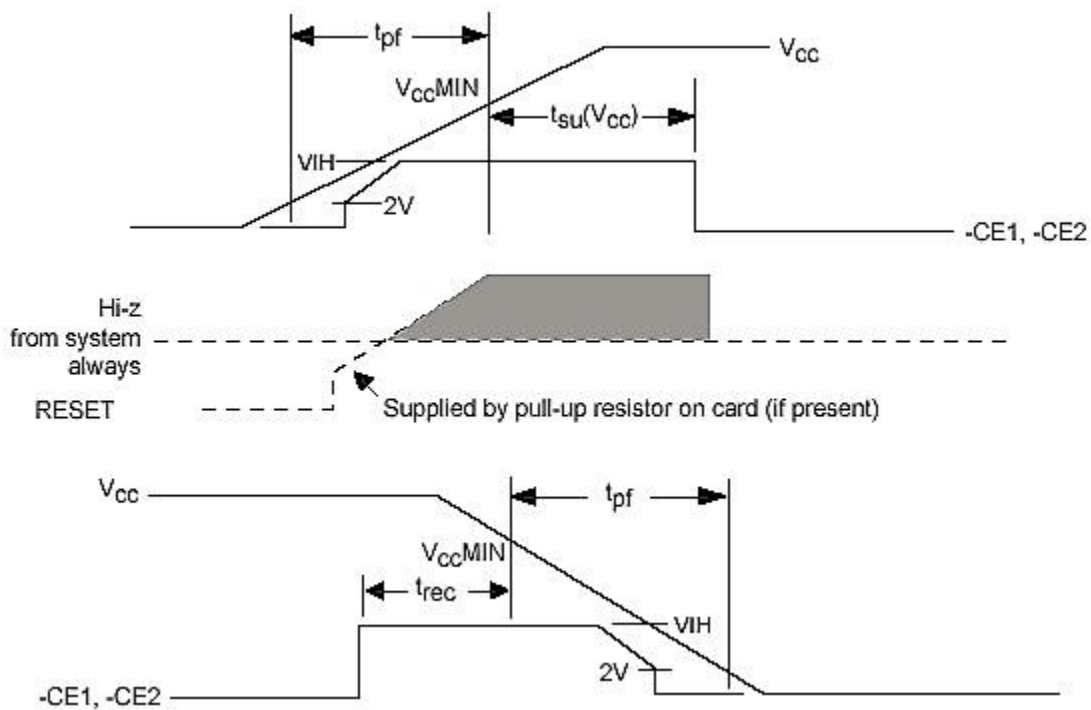 tpf
VCC
VCCMIN
tsu(VCC)
VIH
2V
-CE1, -CE2
Hi-z
from system
always
RESET
Supplied by pull-up resistor on card (if present)
VCC
tpf
VCCMIN
trec
VIH
2V
-CE1, -CE2